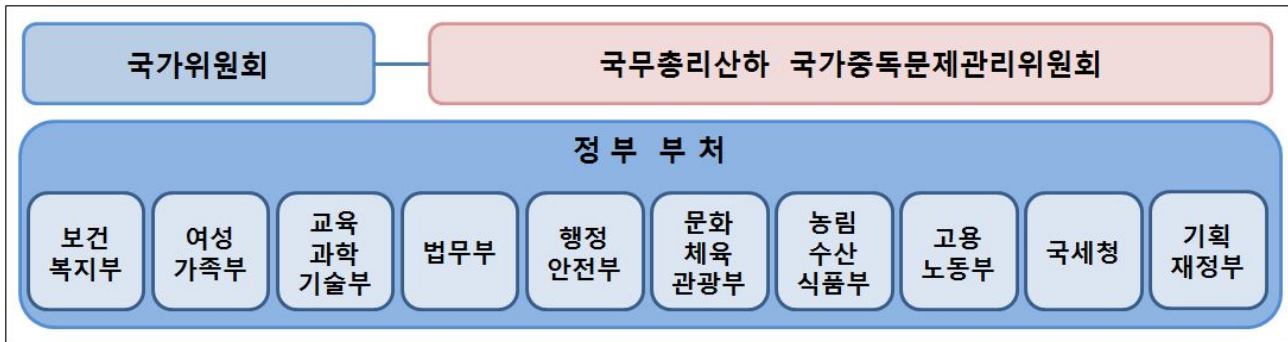 국가위원회
국무총리산하 국가중독문제관리위원회
정부 부처
보건
복지부
여성
가족부
교육
과학
기술부
법무부
행정
안전부
문화
체육
관광부
농림
수산
식품부
고용
노동부
국세청
기획
재정부